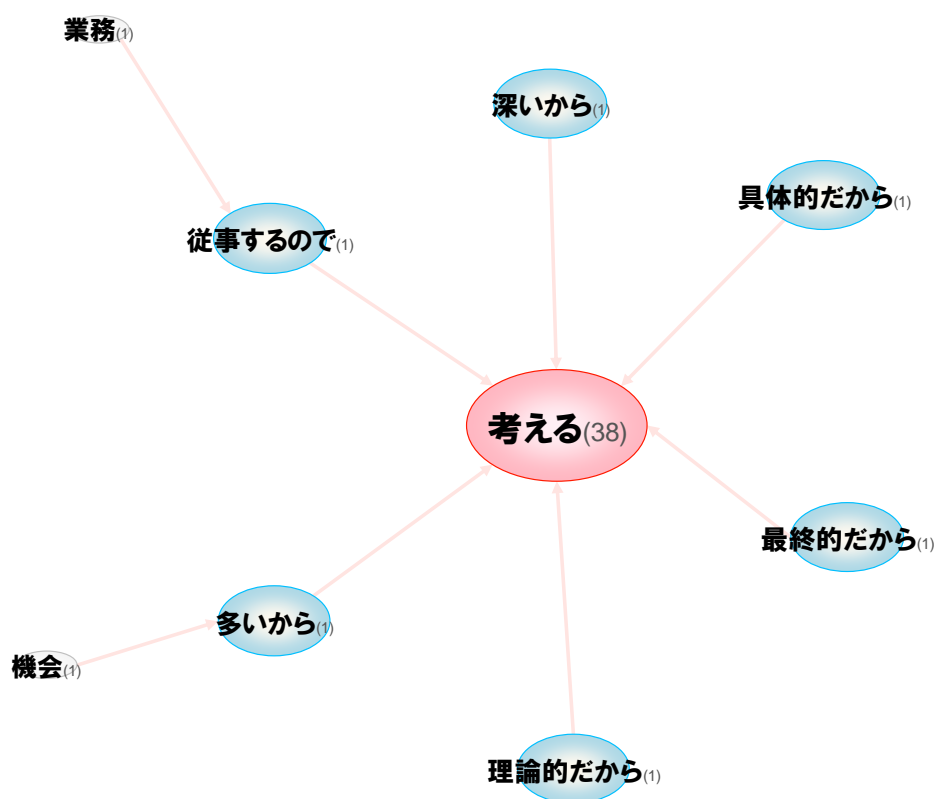 業務(1)
深いから(1)
具体的だから(1)
従事するので(1)
考える(38)
最終的だから(1)
多いから(1)
機会(1)
理論的だから(1)